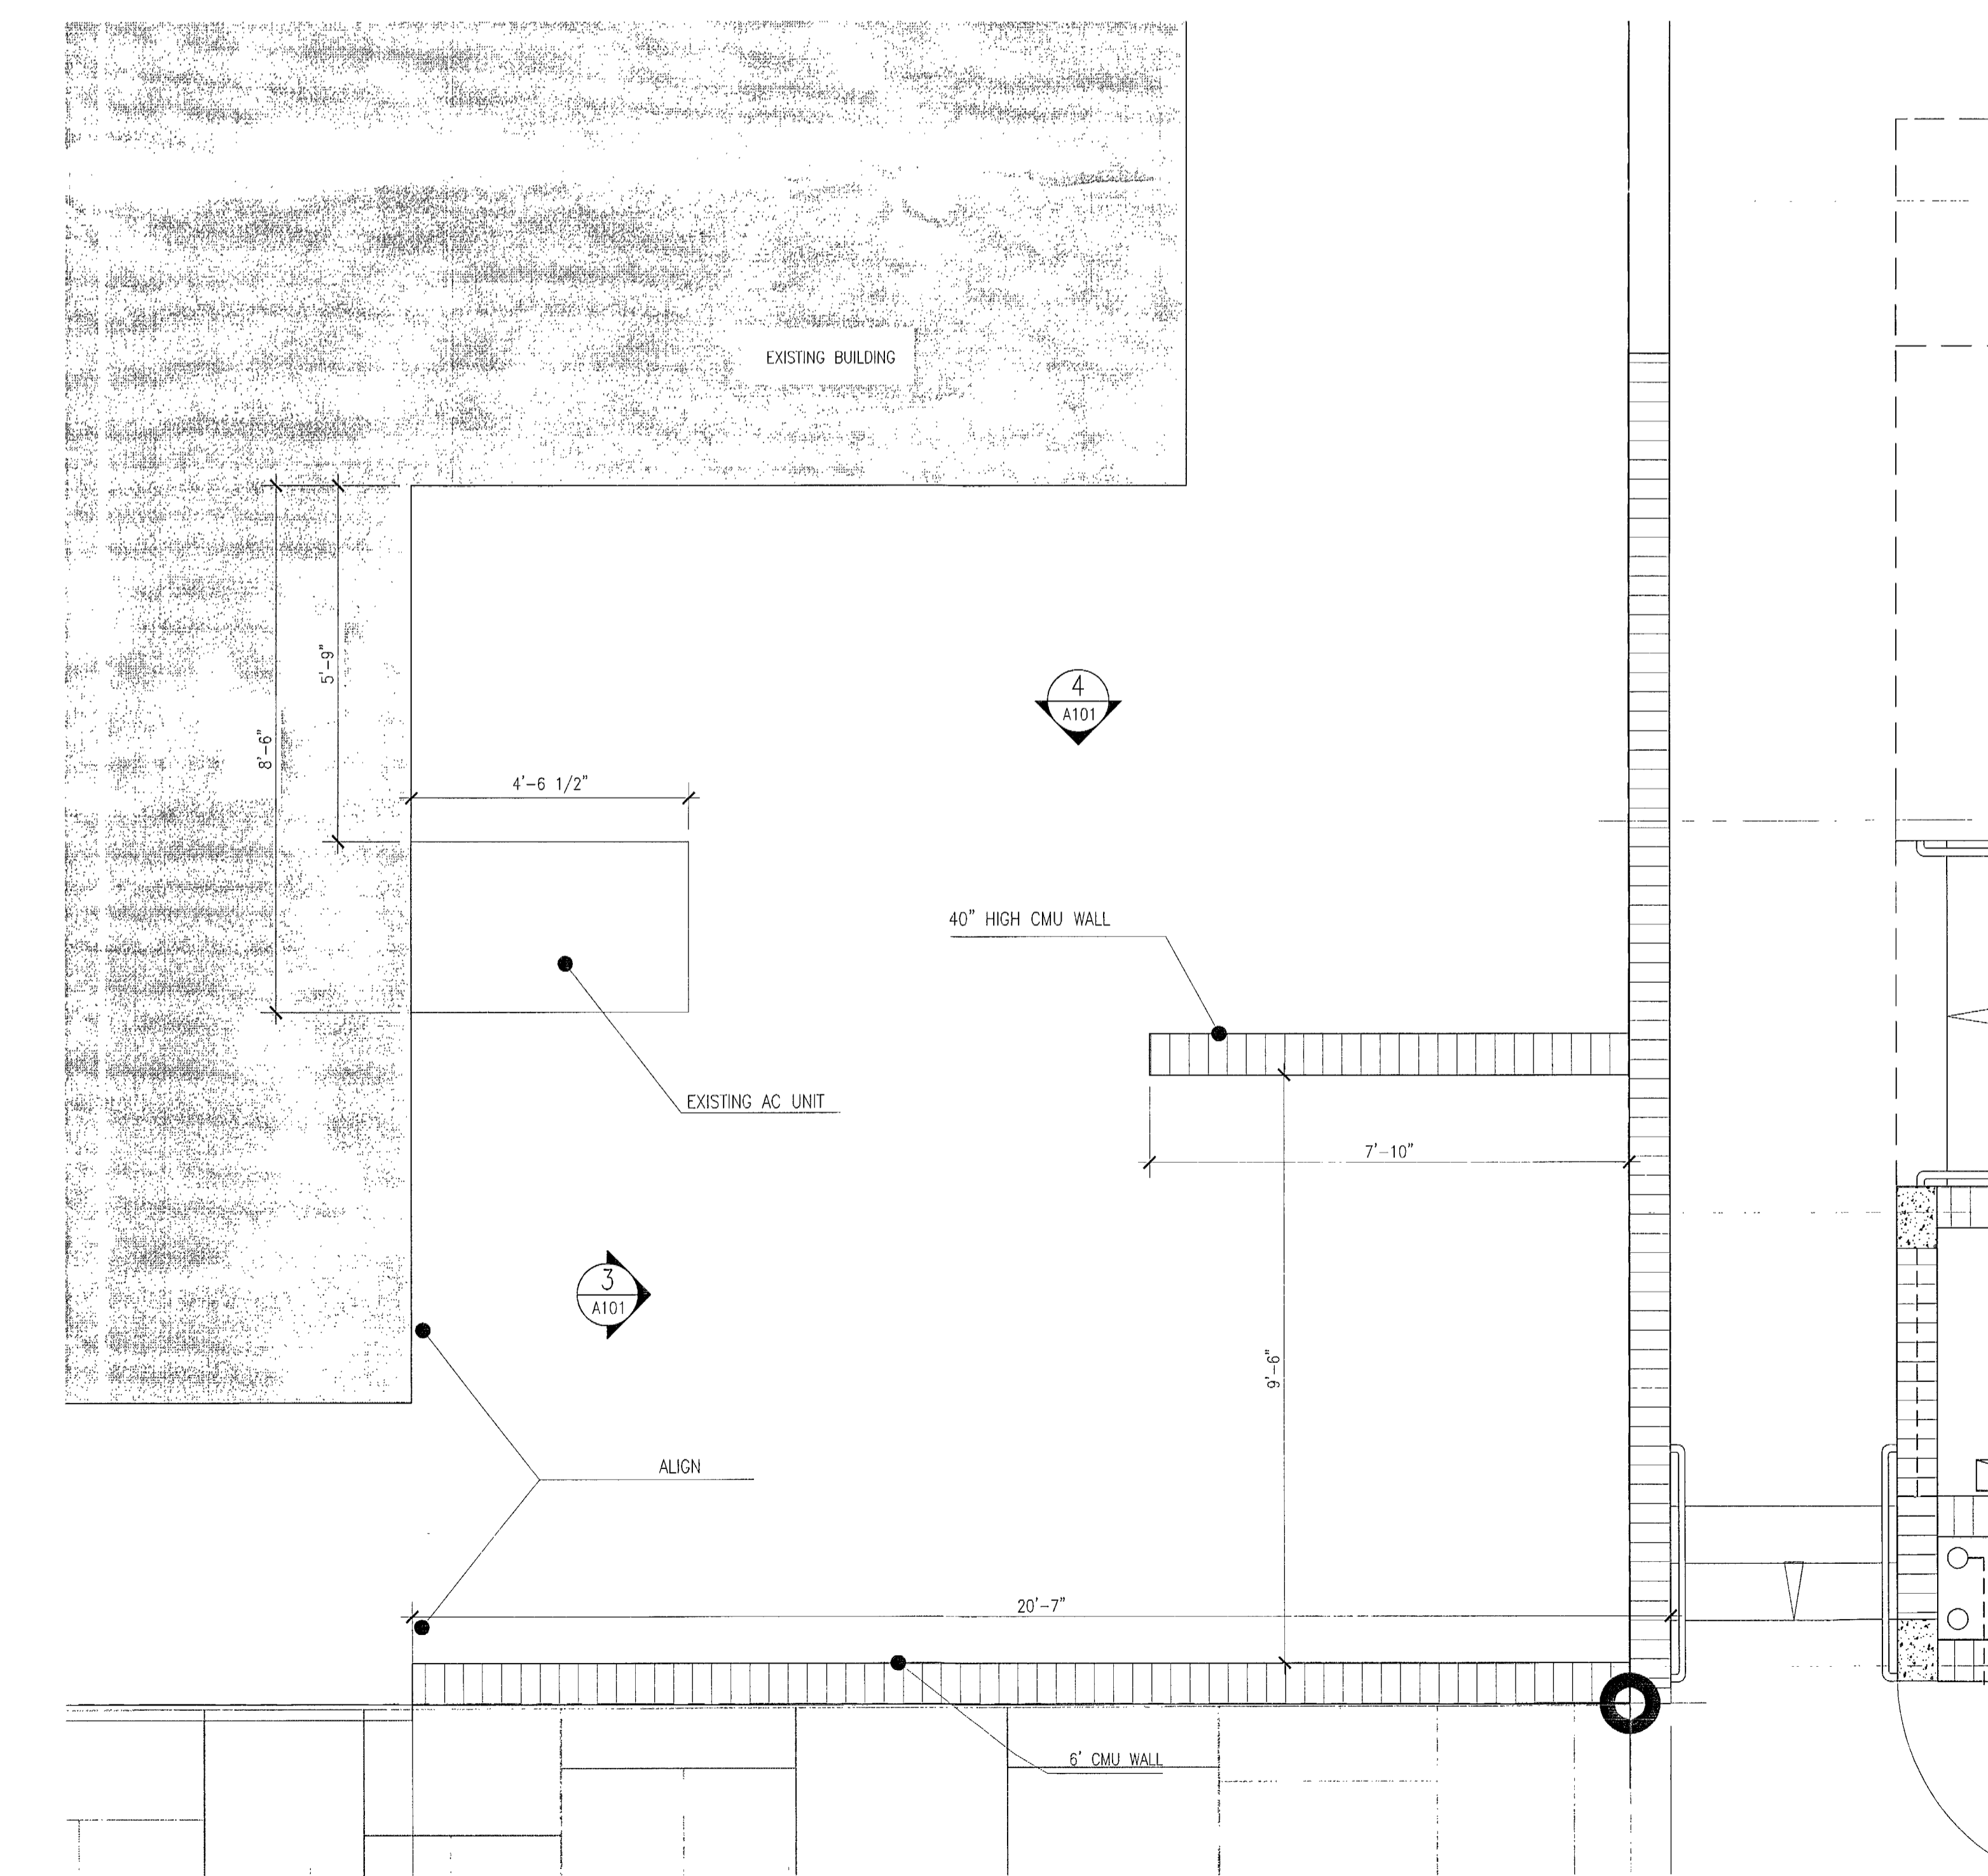 EXISTING BUILDING
5'-9"
4
A101
8'-6"
4'-6 1/2"
40" HIGH CMU WALL
EXISTING AC UNIT
7'-10"
3
A101
9'-6"
ALIGN
20'-7"
6' CMU WALL